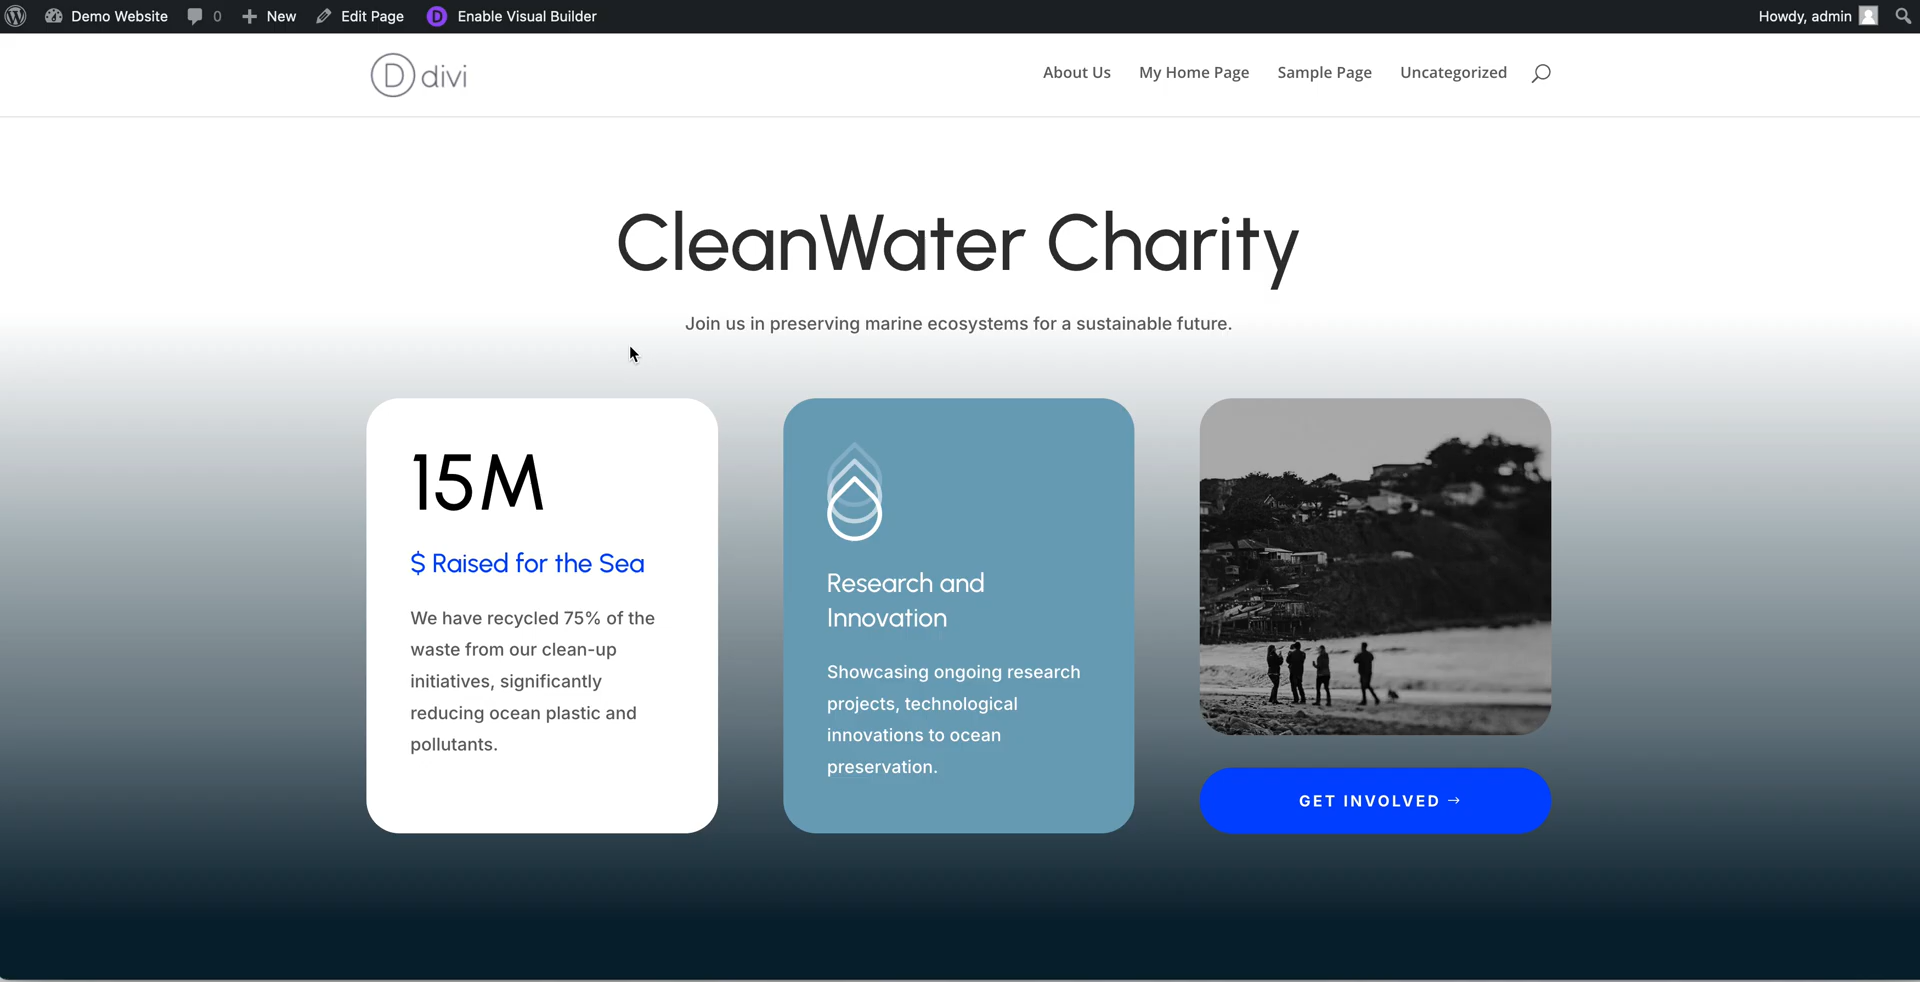 Demo Website 0 New Edit Page D Enable Visual Builder Howdy, admin
D divi
About Us My Home Page Sample Page Uncategorized
CleanWater Charity
Join us in preserving marine ecosystems for a sustainable future.
15M
$ Raised for the Sea
We have recycled 75% of the
waste from our clean-up
initiatives, significantly
reducing ocean plastic and
pollutants.
Research and
Innovation
Showcasing ongoing research
projects, technological
innovations to ocean
preservation.
GET INVOLVED →